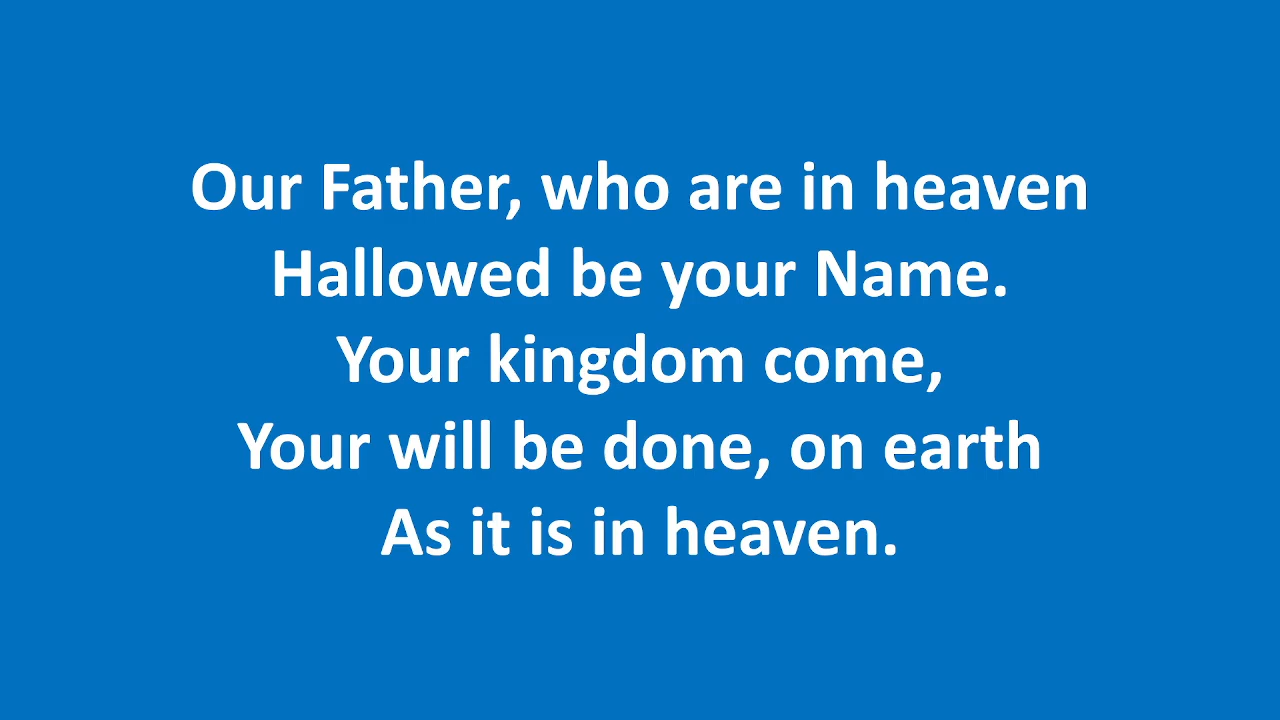 Our Father, who are in heaven
Hallowed be your Name.
Your kingdom come,
Your will be done, on earth
As it is in heaven.